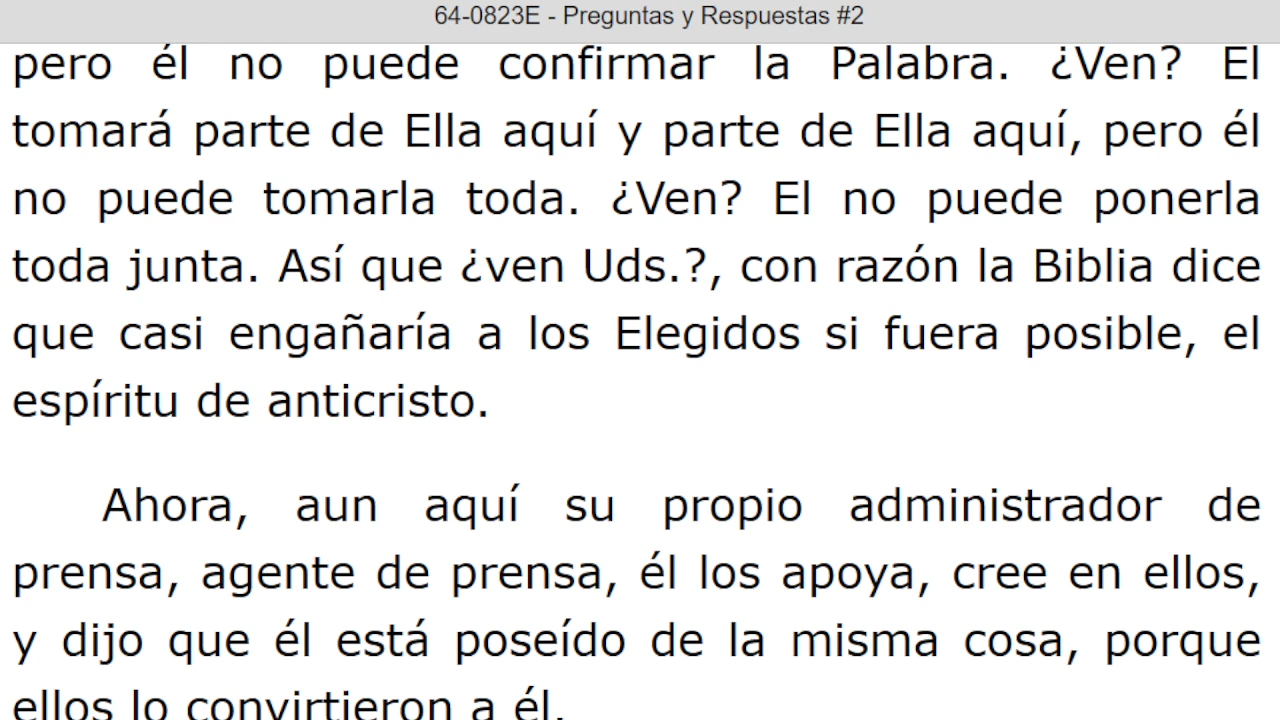 64-0823E - Preguntas y Respuestas #2
pero él no puede confirmar la Palabra. ¿Ven? El
tomará parte de Ella aquí y parte de Ella aquí, pero él
no puede tomarla toda. ¿Ven? El no puede ponerla
toda junta. Así que ¿ven Uds.?, con razón la Biblia dice
que casi engañaría a los Elegidos si fuera posible, el
espíritu de anticristo.
Ahora, aun aquí su propio administrador de
prensa, agente de prensa, él los apoya, cree en ellos,
y dijo que él está poseído de la misma cosa, porque
ellos lo convirtieron a él.